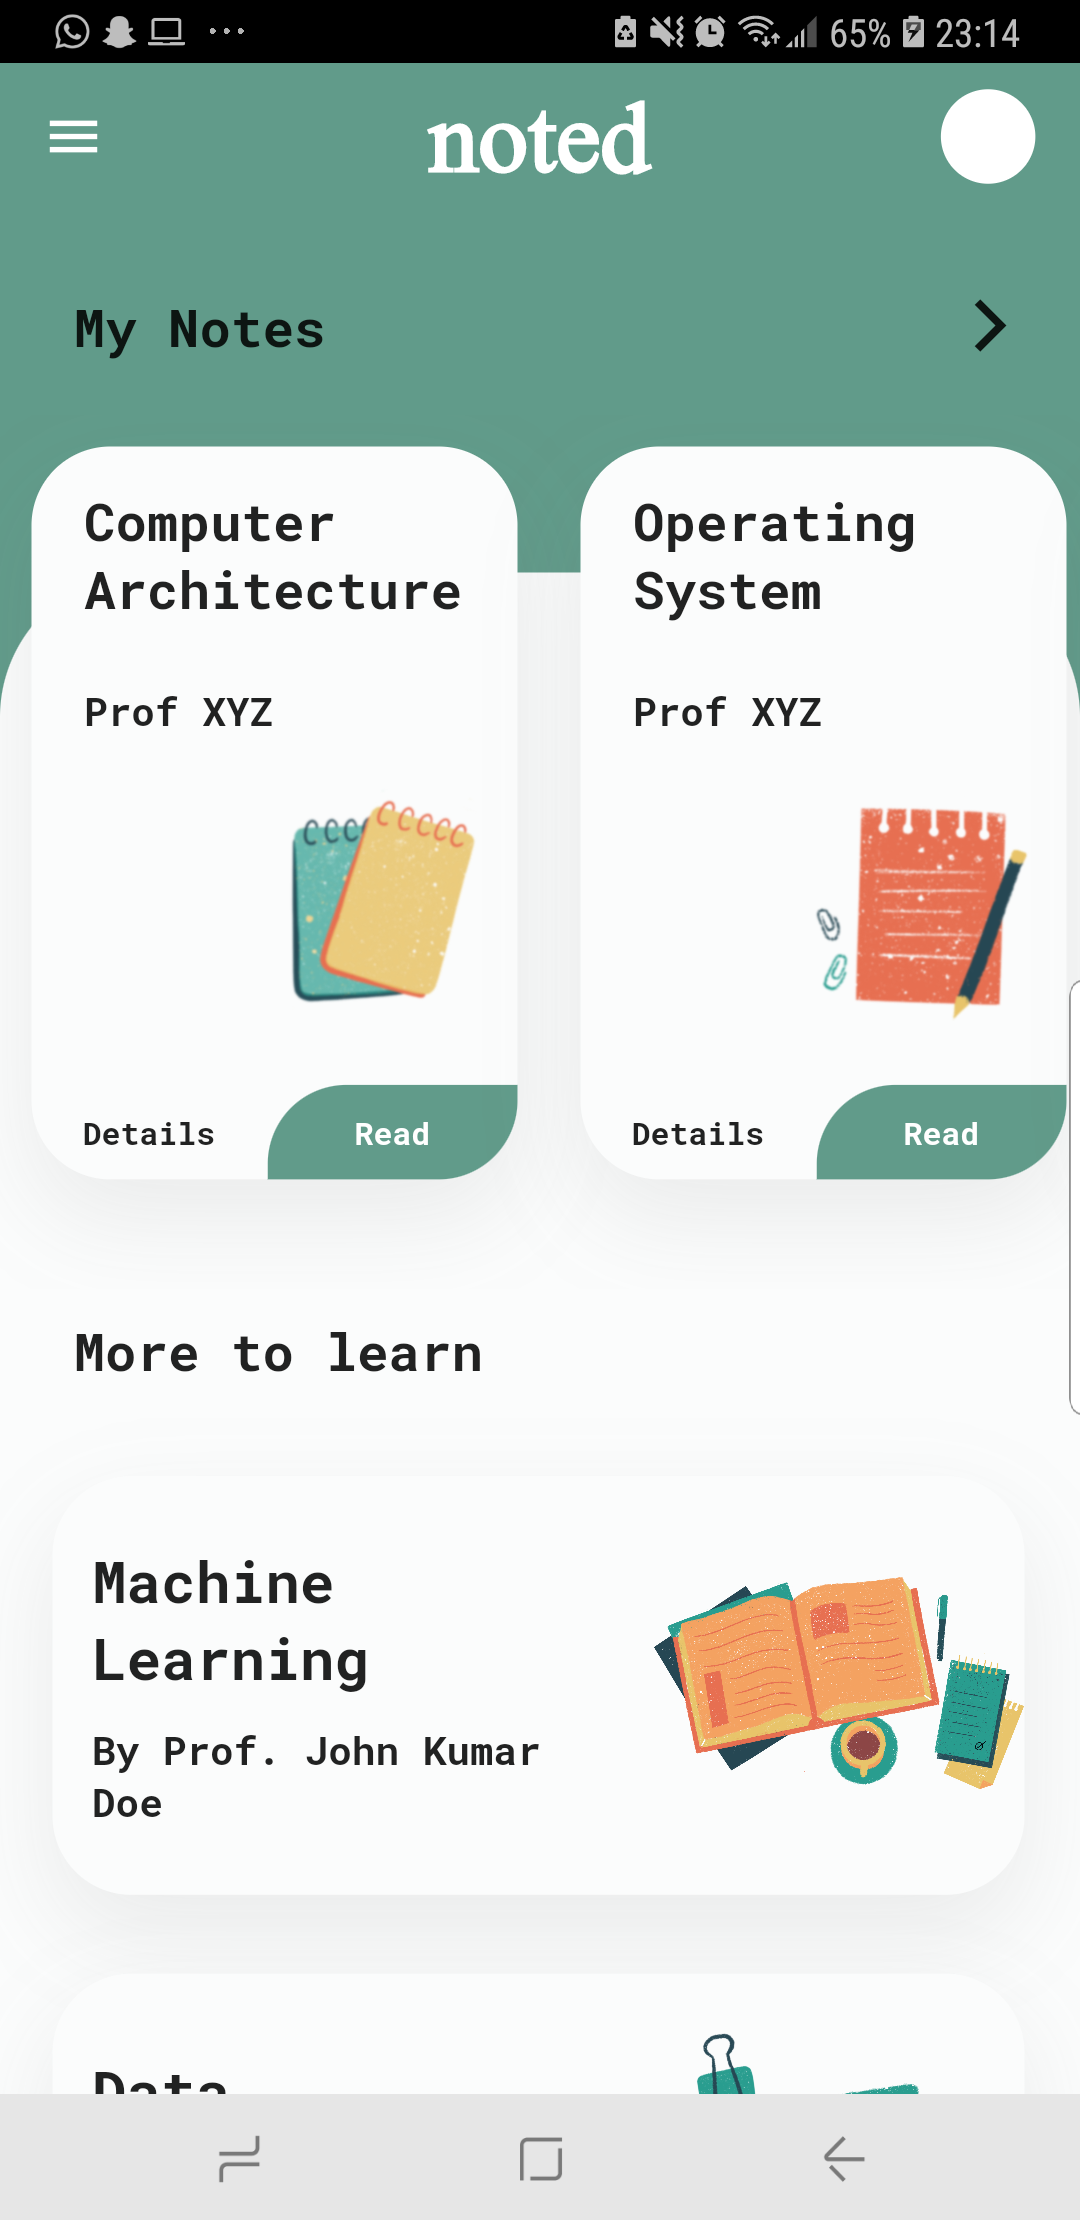 65% 23:14
noted
My Notes
Computer
Architecture
Prof XYZ
Details
Read
Operating
System
Prof XYZ
Details
Read
More to learn
Machine
Learning
By Prof. John Kumar
Doe
Data